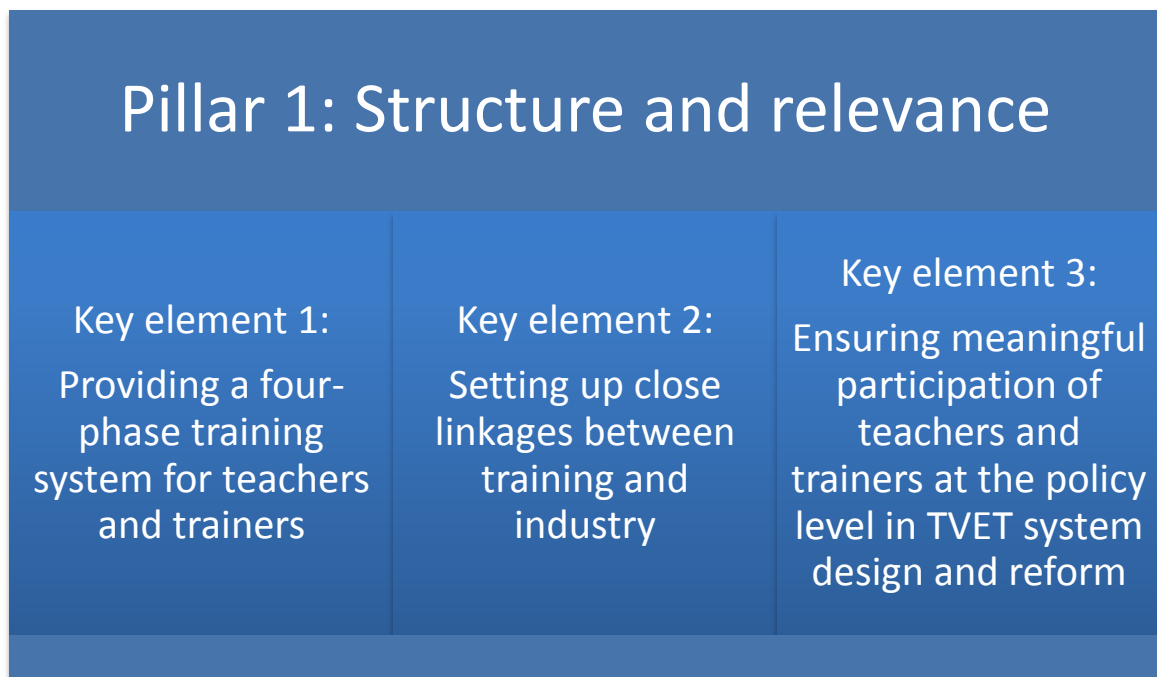 Pillar 1: Structure and relevance
Key element 1:
Providing a four-
phase training
system for teachers
and trainers
Key element 2:
Setting up close
linkages between
training and
industry
Key element 3:
Ensuring meaningful
participation of
teachers and
trainers at the policy
level in TVET system
design and reform